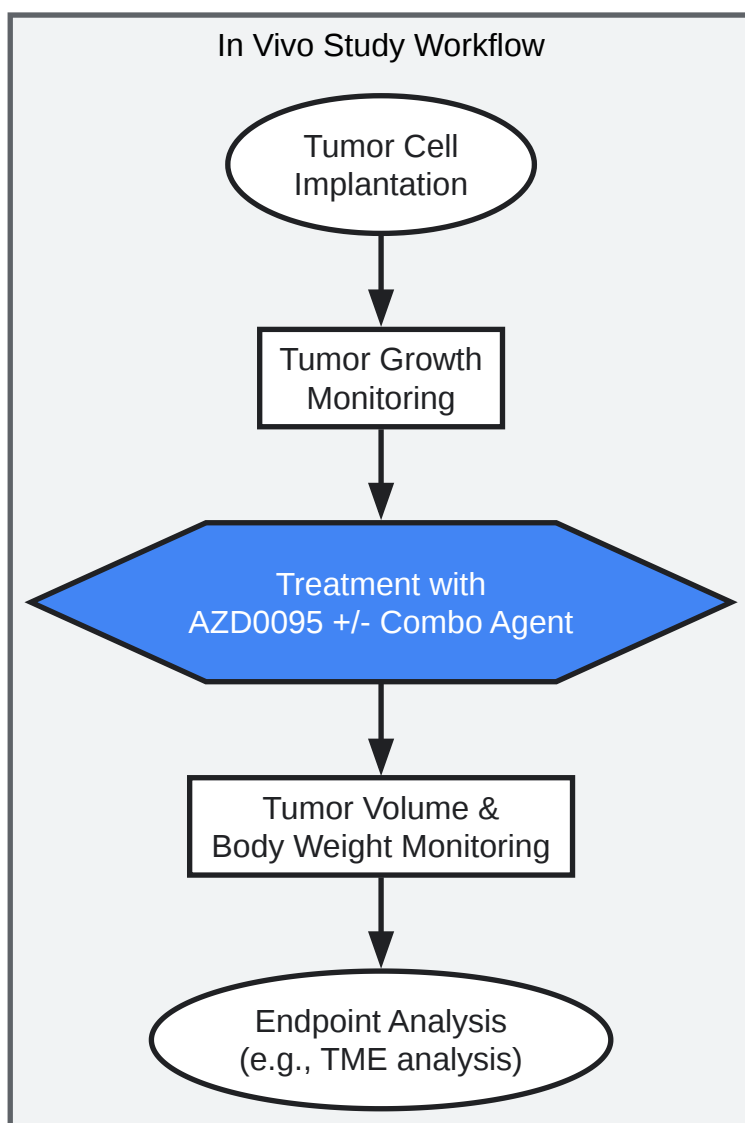 In Vivo Study Workflow
Tumor Cell
Implantation
Tumor Growth
Monitoring
Treatment with
AZD0095 +/- Combo Agent
Tumor Volume &
Body Weight Monitoring
Endpoint Analysis
(e.g., TME analysis)